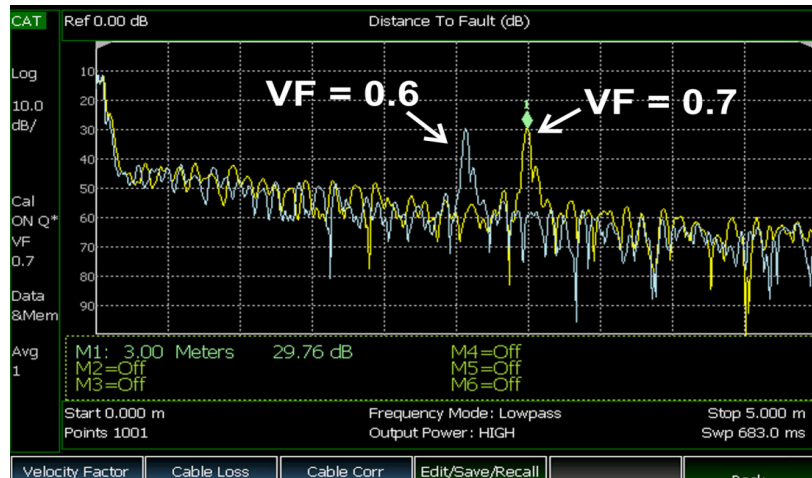 CAT
Ref 0.00 dB
Distance To Fault (dB)
Log
10.0
dB/
Cal
ON Q*
VF
0.7
Data
&Mem
Avg
1
10
20
30
40
50
60
70
80
90
VF = 0.6
1
VF = 0.7
M1: 3.00 Meters 29.76 dB
M2=Off
M3=Off
M4=Off
M5=Off
M6=Off
Start 0.000 m
Frequency Mode: Lowpass
Stop 5.000 m
Points 1001
Output Power: HIGH
Swp 683.0 ms
Velocity Factor
Cable Loss
Cable Corr
Edit/Save/Recall